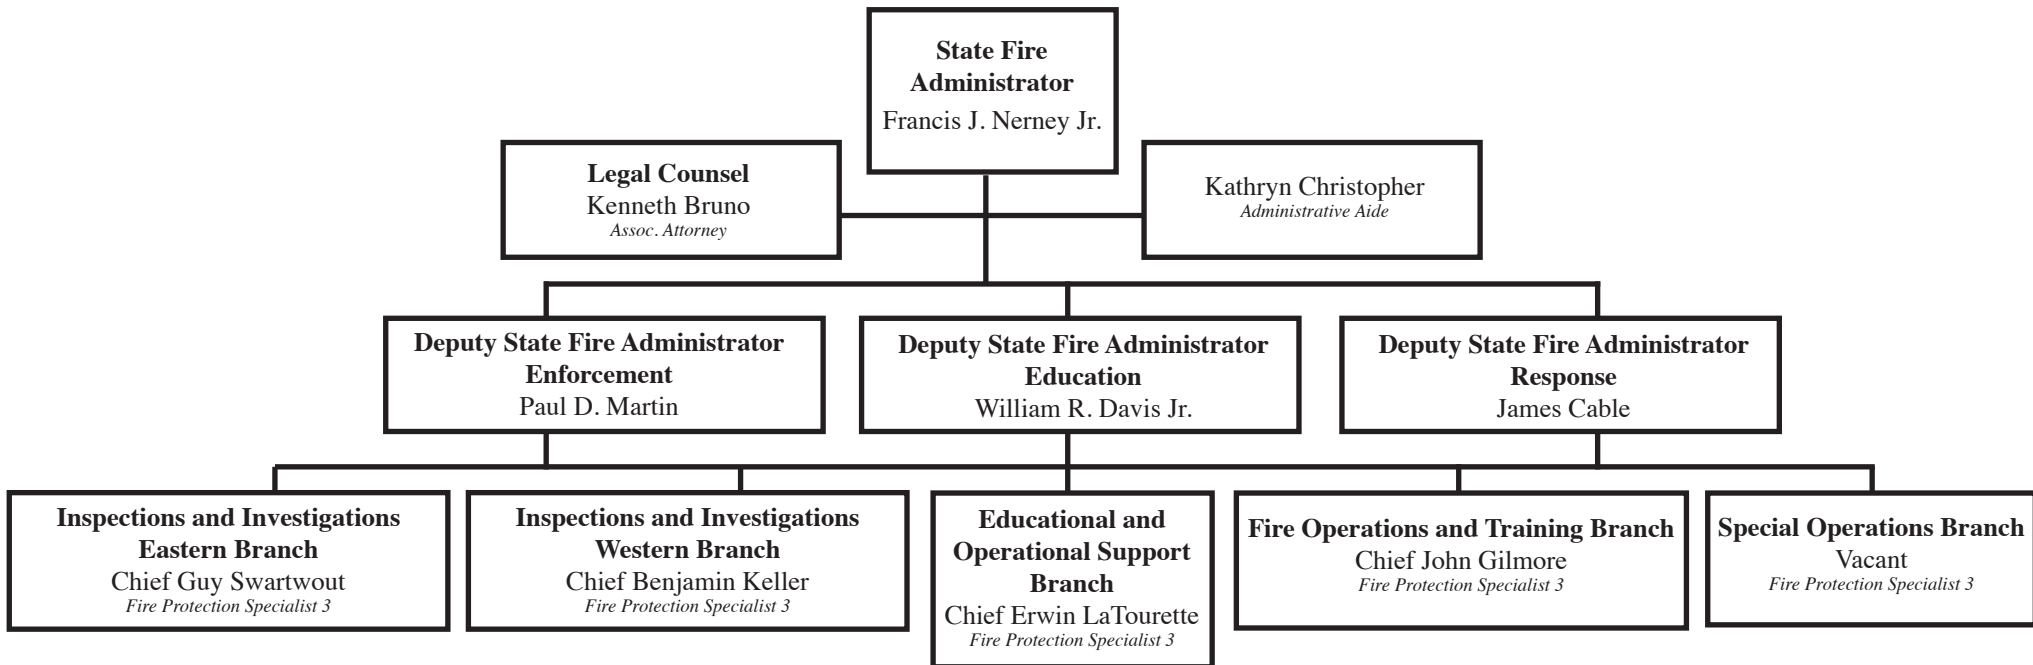 State Fire
Administrator
Francis J. Nerney Jr.
Legal Counsel
Kenneth Bruno
Assoc. Attorney
Kathryn Christopher
Administrative Aide
Deputy State Fire Administrator
Enforcement
Paul D. Martin
Deputy State Fire Administrator
Education
William R. Davis Jr.
Deputy State Fire Administrator
Response
James Cable
Inspections and Investigations
Eastern Branch
Chief Guy Swartwout
Fire Protection Specialist 3
Inspections and Investigations
Western Branch
Chief Benjamin Keller
Fire Protection Specialist 3
Educational and
Operational Support
Branch
Chief Erwin LaTourette
Fire Protection Specialist 3
Fire Operations and Training Branch
Chief John Gilmore
Fire Protection Specialist 3
Special Operations Branch
Vacant
Fire Protection Specialist 3